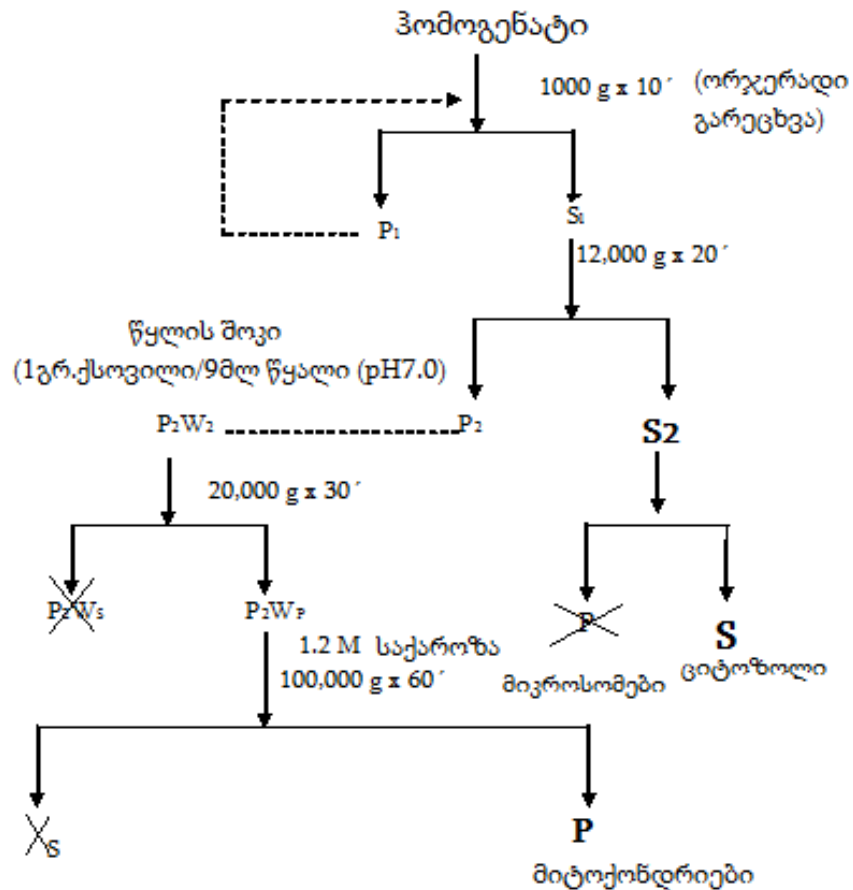 ჰომოგენატი
1000 g x 10´ (ორჯერადი
გარეცხვა)
P₁
S₁
12,000 g x 20´
წყლის შოკი
(1გრ.ქსოვილი/9მლ წყალი (pH7.0)
P₂W₂
P₂
S2
20,000 g x 30´
P₂Wₛ
P₂Wₚ
P
S
1.2 M საქაროზა
100,000 g x 60´
მიკროსომები
ციტოზოლი
S
P
მიტოქონდრიები